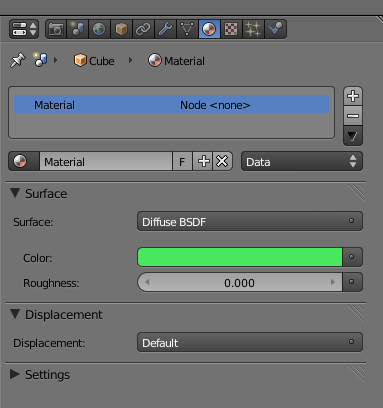 Cube Material
Material Node <none>
Material F Data
Surface
Surface: Diffuse BSDF
Color:
Roughness: 0.000
Displacement
Displacement: Default
Settings